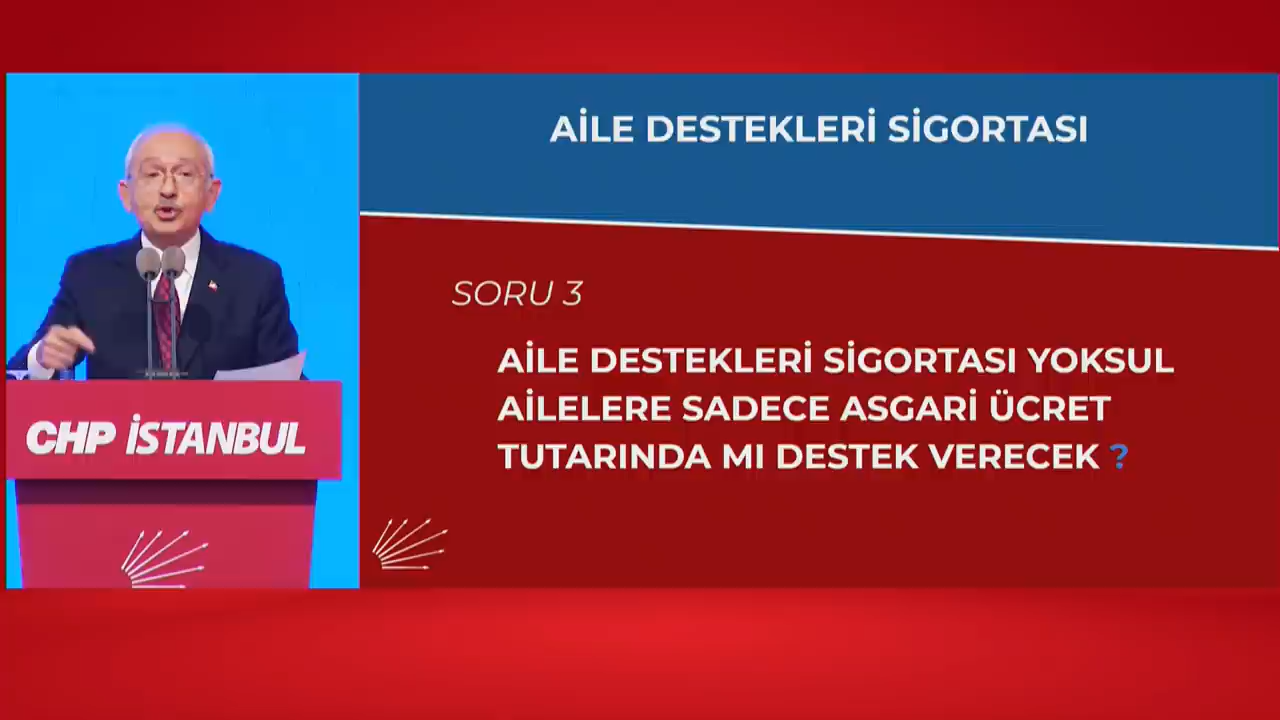 AİLE DESTEKLERİ SİGORTASI
SORU 3
AİLE DESTEKLERİ SİGORTASI YOKSUL
AİLELERE SADECE ASGARİ ÜCRET
TUTARINDA MI DESTEK VERECEK ?
CHP İSTANBUL